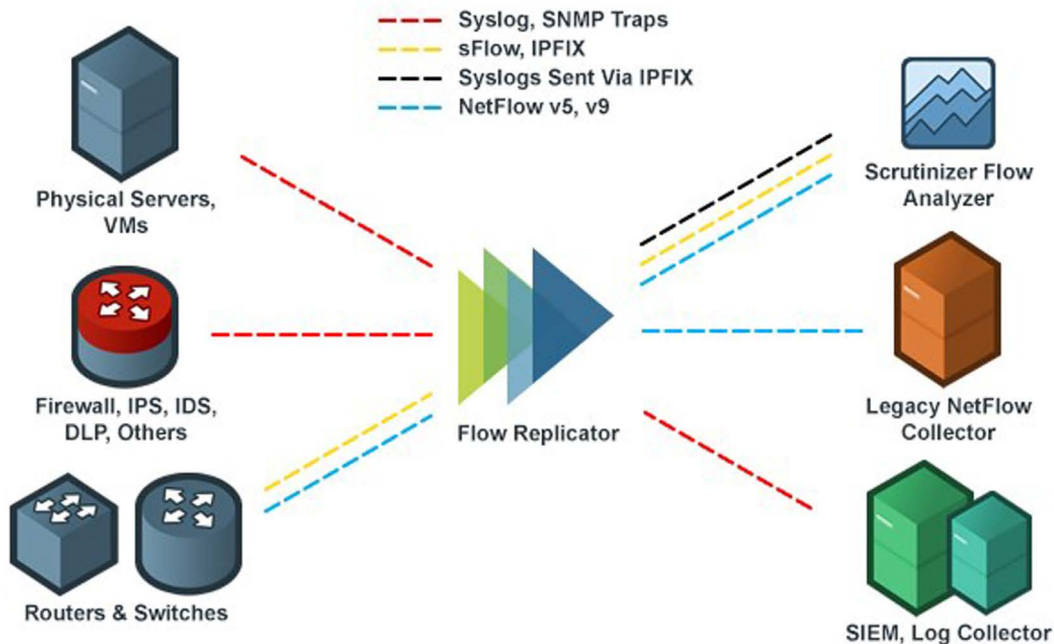 Syslog, SNMP Traps
sFlow, IPFIX
Syslogs Sent Via IPFIX
NetFlow v5, v9
Physical Servers,
VMs
Scrutinizer Flow
Analyzer
Firewall, IPS, IDS,
DLP, Others
Flow Replicator
Legacy NetFlow
Collector
Routers & Switches
SIEM, Log Collector